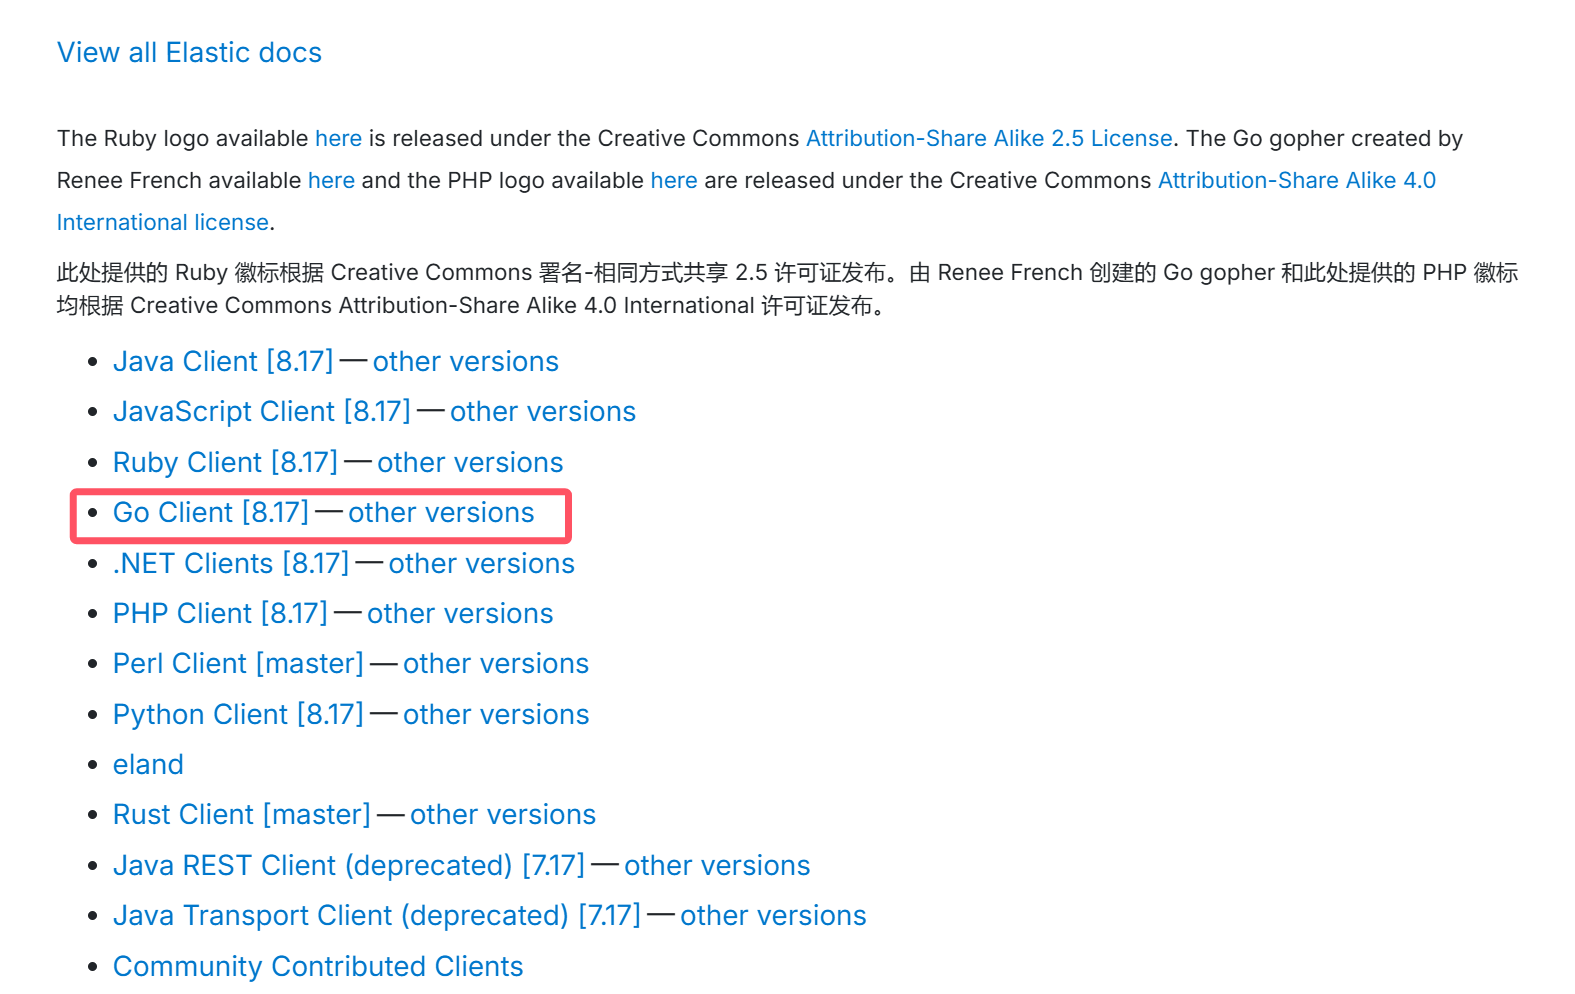 View all Elastic docs
The Ruby logo available here is released under the Creative Commons Attribution-Share Alike 2.5 License. The Go gopher created by
Renee French available here and the PHP logo available here are released under the Creative Commons Attribution-Share Alike 4.0
International license.
此处提供的 Ruby 徽标根据 Creative Commons 署名-相同方式共享 2.5 许可证发布。由 Renee French 创建的 Go gopher 和此处提供的 PHP 徽标
均根据 Creative Commons Attribution-Share Alike 4.0 International 许可证发布。
• Java Client [8.17] — other versions
• JavaScript Client [8.17] — other versions
• Ruby Client [8.17] — other versions
• Go Client [8.17] — other versions
• .NET Clients [8.17] — other versions
• PHP Client [8.17] — other versions
• Perl Client [master] — other versions
• Python Client [8.17] — other versions
• eland
• Rust Client [master] — other versions
• Java REST Client (deprecated) [7.17] — other versions
• Java Transport Client (deprecated) [7.17] — other versions
• Community Contributed Clients